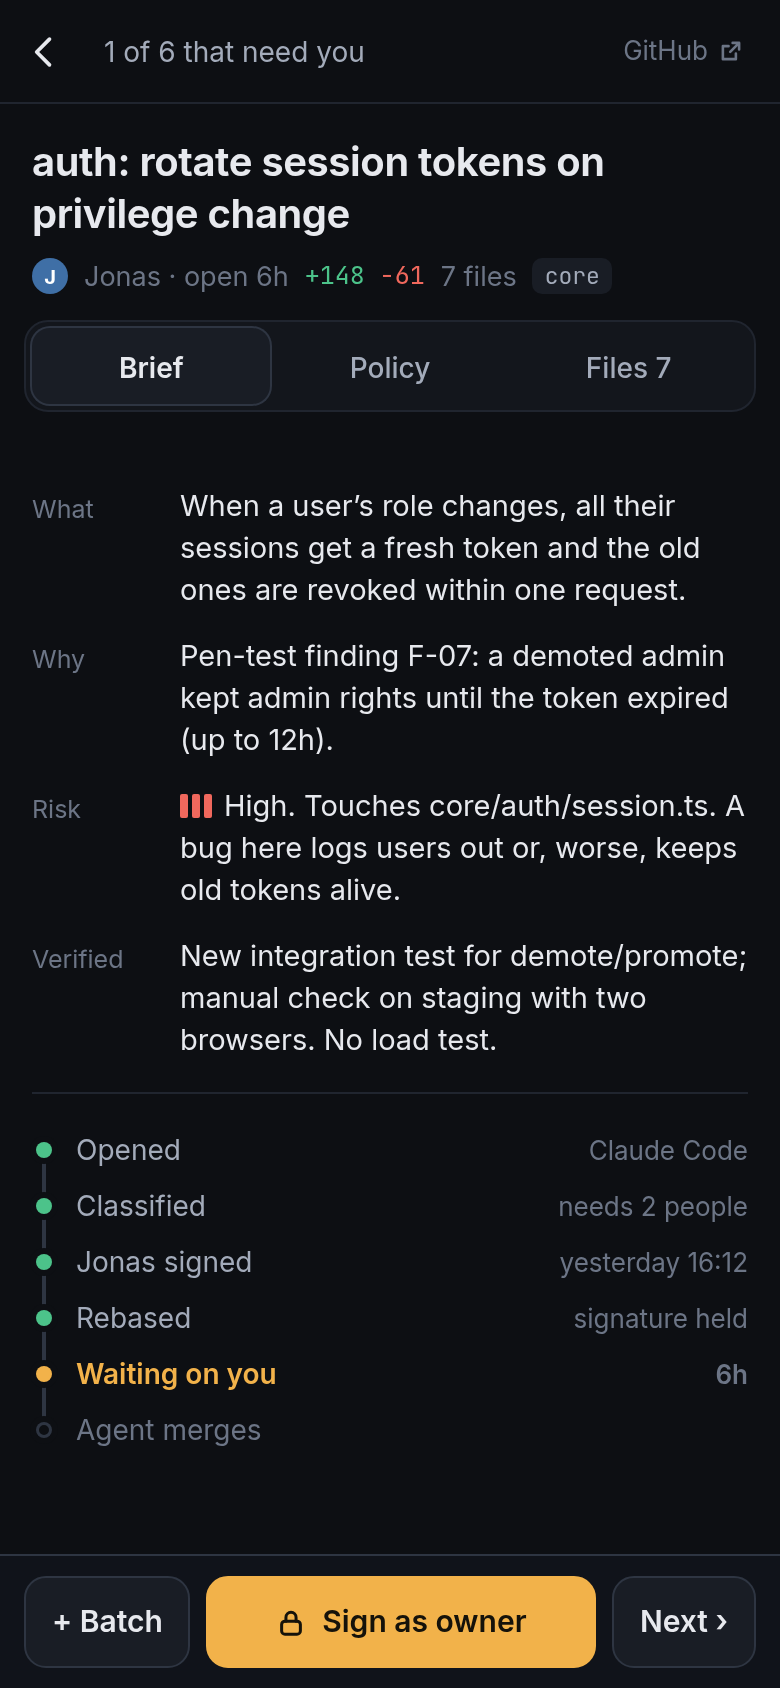 1 of 6 that need you
GitHub
auth: rotate session tokens on
privilege change
J Jonas · open 6h +148 -61 7 files core
Brief Policy Files 7
What
When a user’s role changes, all their
sessions get a fresh token and the old
ones are revoked within one request.
Why
Pen-test finding F-07: a demoted admin
kept admin rights until the token expired
(up to 12h).
Risk
High. Touches core/auth/session.ts. A
bug here logs users out or, worse, keeps
old tokens alive.
Verified
New integration test for demote/promote;
manual check on staging with two
browsers. No load test.
Opened Claude Code
Classified needs 2 people
Jonas signed yesterday 16:12
Rebased signature held
Waiting on you 6h
Agent merges
+ Batch Sign as owner Next ›